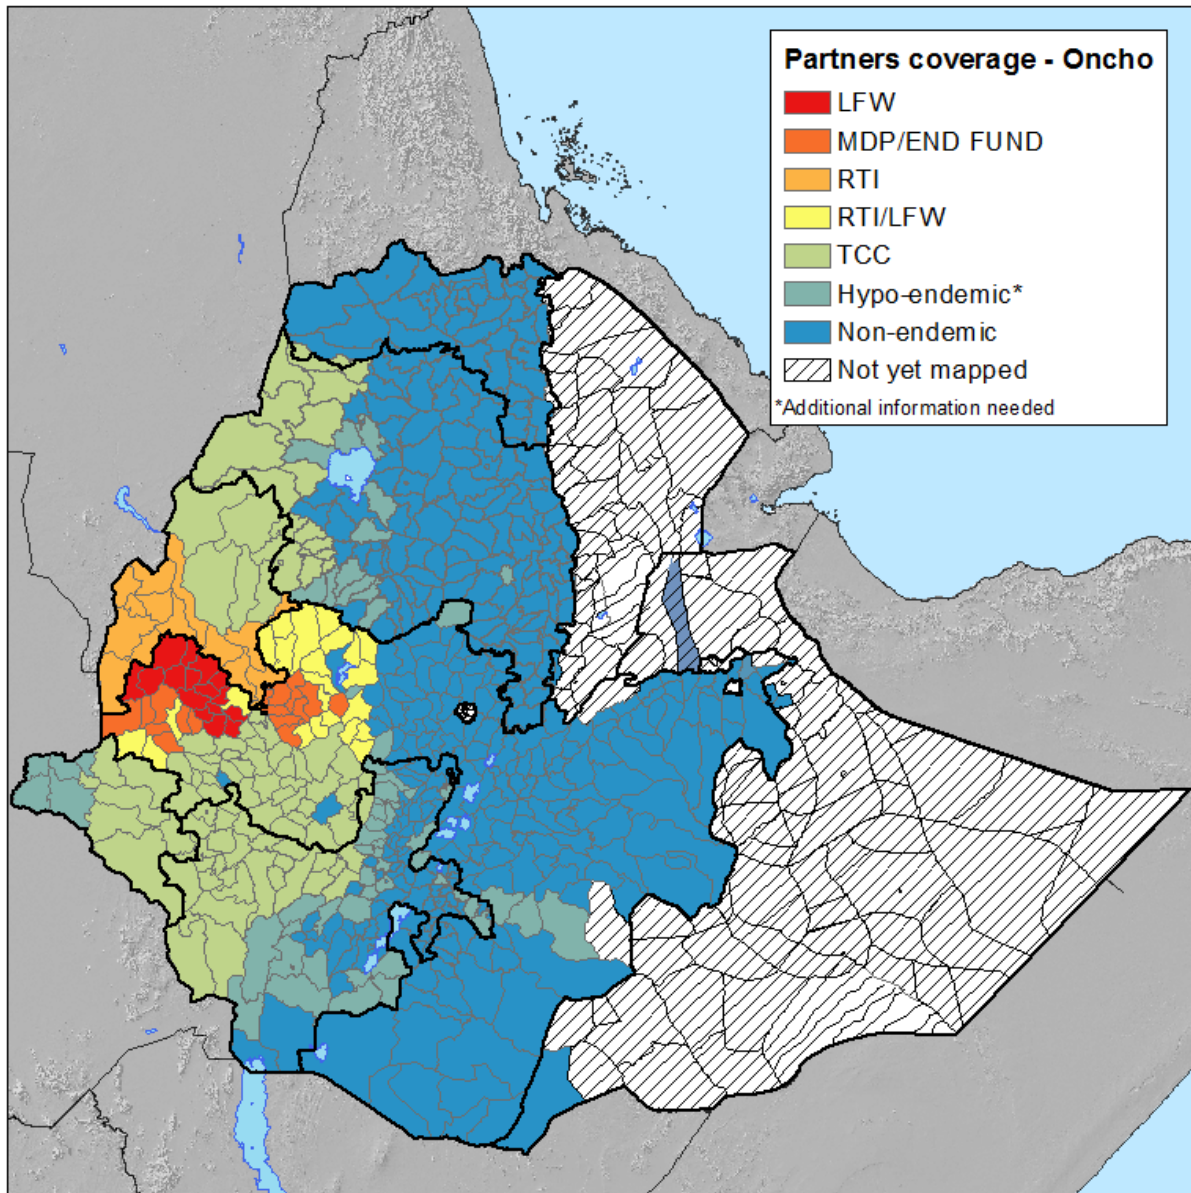 Partners coverage - Oncho
LFW
MDP/END FUND
RTI
RTI/LFW
TCC
Hypo-endemic*
Non-endemic
Not yet mapped
*Additional information needed